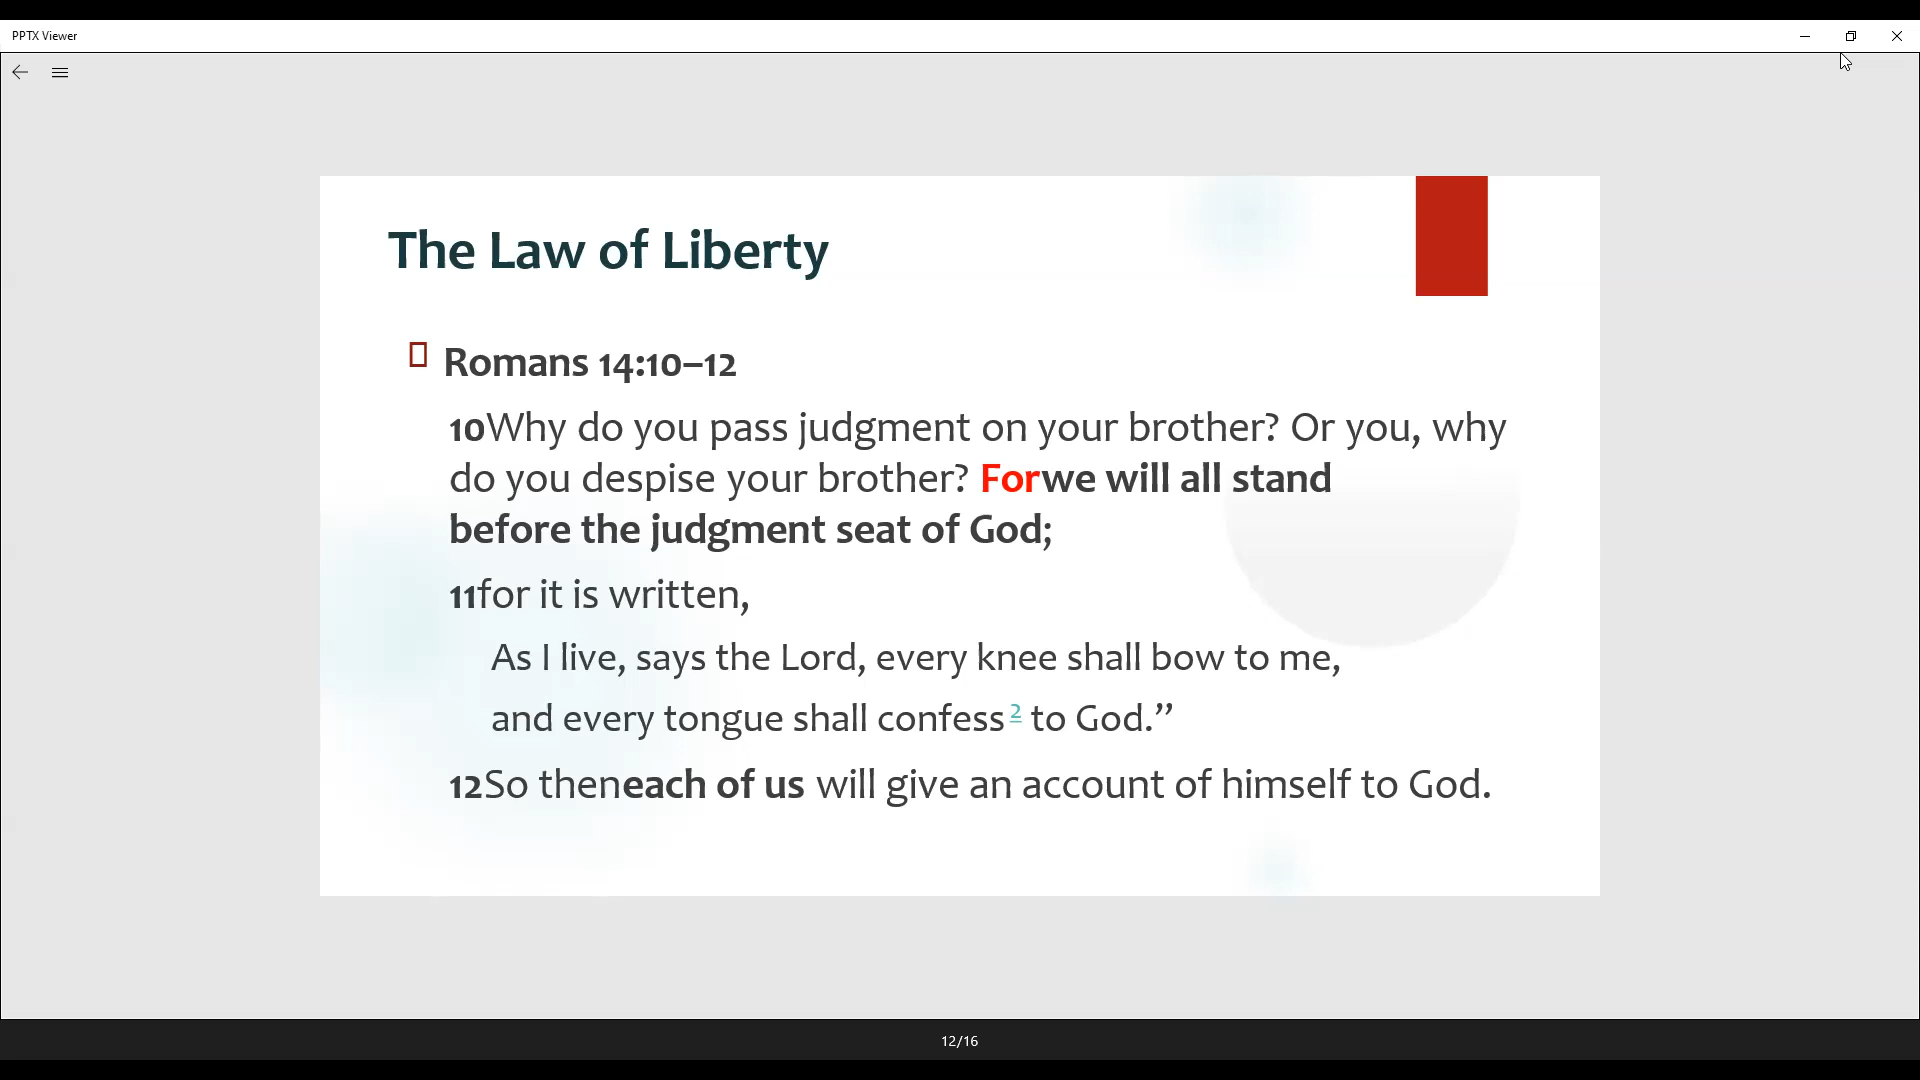 PPTX Viewer
The Law of Liberty
Romans 14:10–12
10Why do you pass judgment on your brother? Or you, why
do you despise your brother? Forwe will all stand
before the judgment seat of God;
11for it is written,
As I live, says the Lord, every knee shall bow to me,
and every tongue shall confess 2 to God.”
12So theneach of us will give an account of himself to God.
12/16